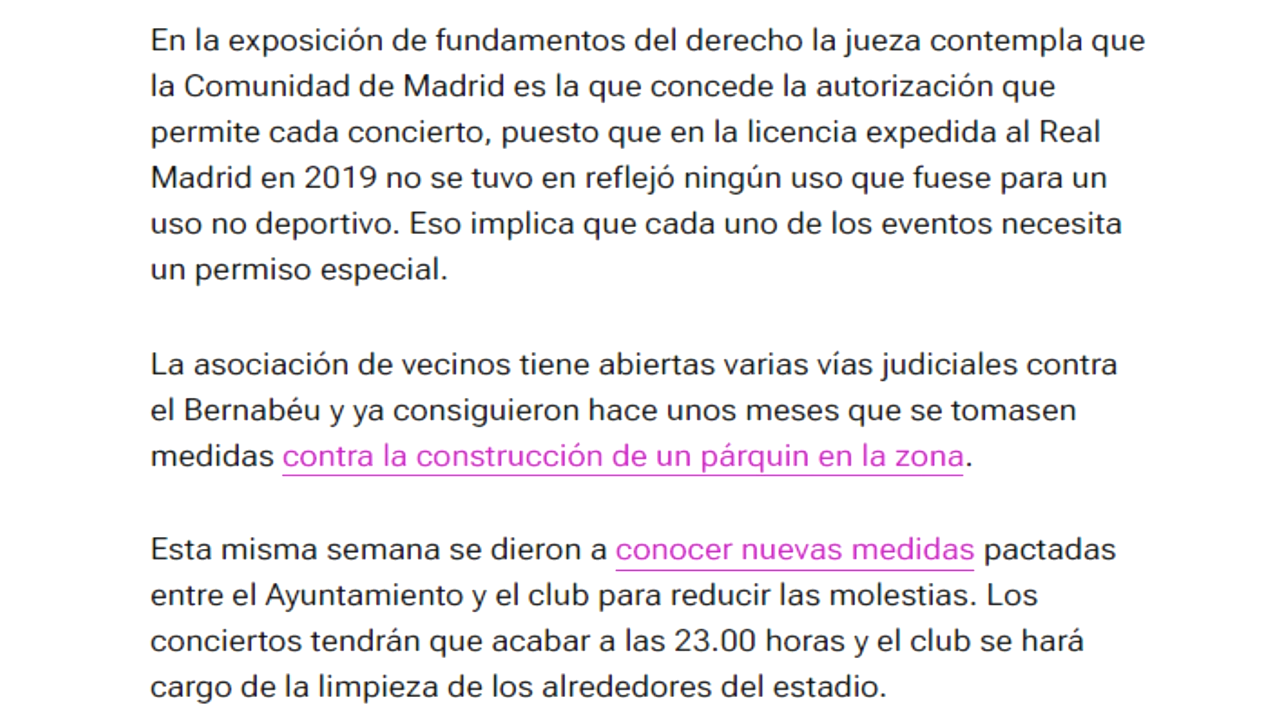 En la exposición de fundamentos del derecho la jueza contempla que
la Comunidad de Madrid es la que concede la autorización que
permite cada concierto, puesto que en la licencia expedida al Real
Madrid en 2019 no se tuvo en reflejó ningún uso que fuese para un
uso no deportivo. Eso implica que cada uno de los eventos necesita
un permiso especial.
La asociación de vecinos tiene abiertas varias vías judiciales contra
el Bernabéu y ya consiguieron hace unos meses que se tomasen
medidas contra la construcción de un párquin en la zona.
Esta misma semana se dieron a conocer nuevas medidas pactadas
entre el Ayuntamiento y el club para reducir las molestias. Los
conciertos tendrán que acabar a las 23.00 horas y el club se hará
cargo de la limpieza de los alrededores del estadio.